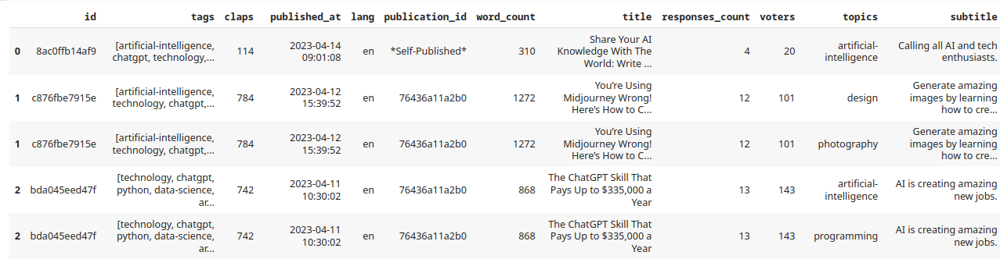 id tags claps published_at lang publication_id word_count title responses_count voters topics subtitle
0 8ac0ffb14af9 [artificial-intelligence, chatgpt, technology,... 114 2023-04-14 09:01:08 en *Self-Published* 310 Share Your AI Knowledge With The World: Write ... 4 20 artificial-intelligence Calling all AI and tech enthusiasts.
1 c876fbe7915e [artificial-intelligence, technology, chatgpt,... 784 2023-04-12 15:39:52 en 76436a11a2b0 1272 You’re Using Midjourney Wrong! Here’s How to C... 12 101 design Generate amazing images by learning how to cre...
1 c876fbe7915e [artificial-intelligence, technology, chatgpt,... 784 2023-04-12 15:39:52 en 76436a11a2b0 1272 You’re Using Midjourney Wrong! Here’s How to C... 12 101 photography Generate amazing images by learning how to cre...
2 bda045eed47f [technology, chatgpt, python, data-science, ar... 742 2023-04-11 10:30:02 en 76436a11a2b0 868 The ChatGPT Skill That Pays Up to $335,000 a Year 13 143 artificial-intelligence AI is creating amazing new jobs.
2 bda045eed47f [technology, chatgpt, python, data-science, ar... 742 2023-04-11 10:30:02 en 76436a11a2b0 868 The ChatGPT Skill That Pays Up to $335,000 a Year 13 143 programming AI is creating amazing new jobs.